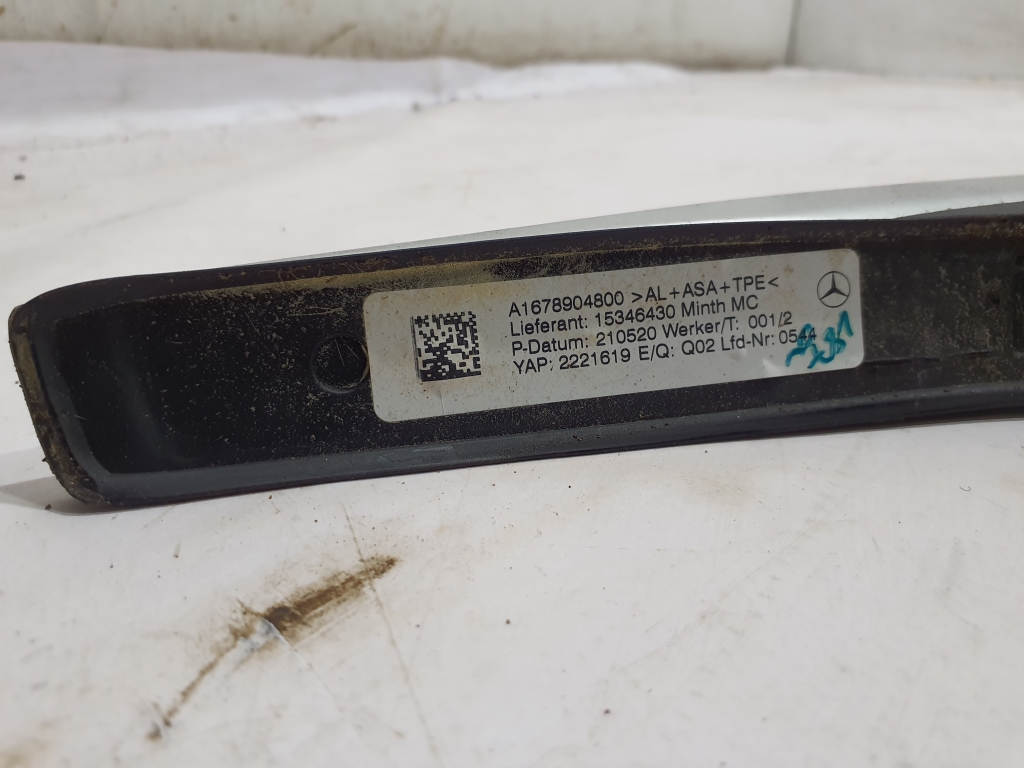 A1678904800 >AL+ASA+TPE<
Lieferant: 15346430 Minth MC
P-Datum: 210520 Werker/T: 001/2
YAP: 2221619 E/Q: Q02 Lfd-Nr: 0544